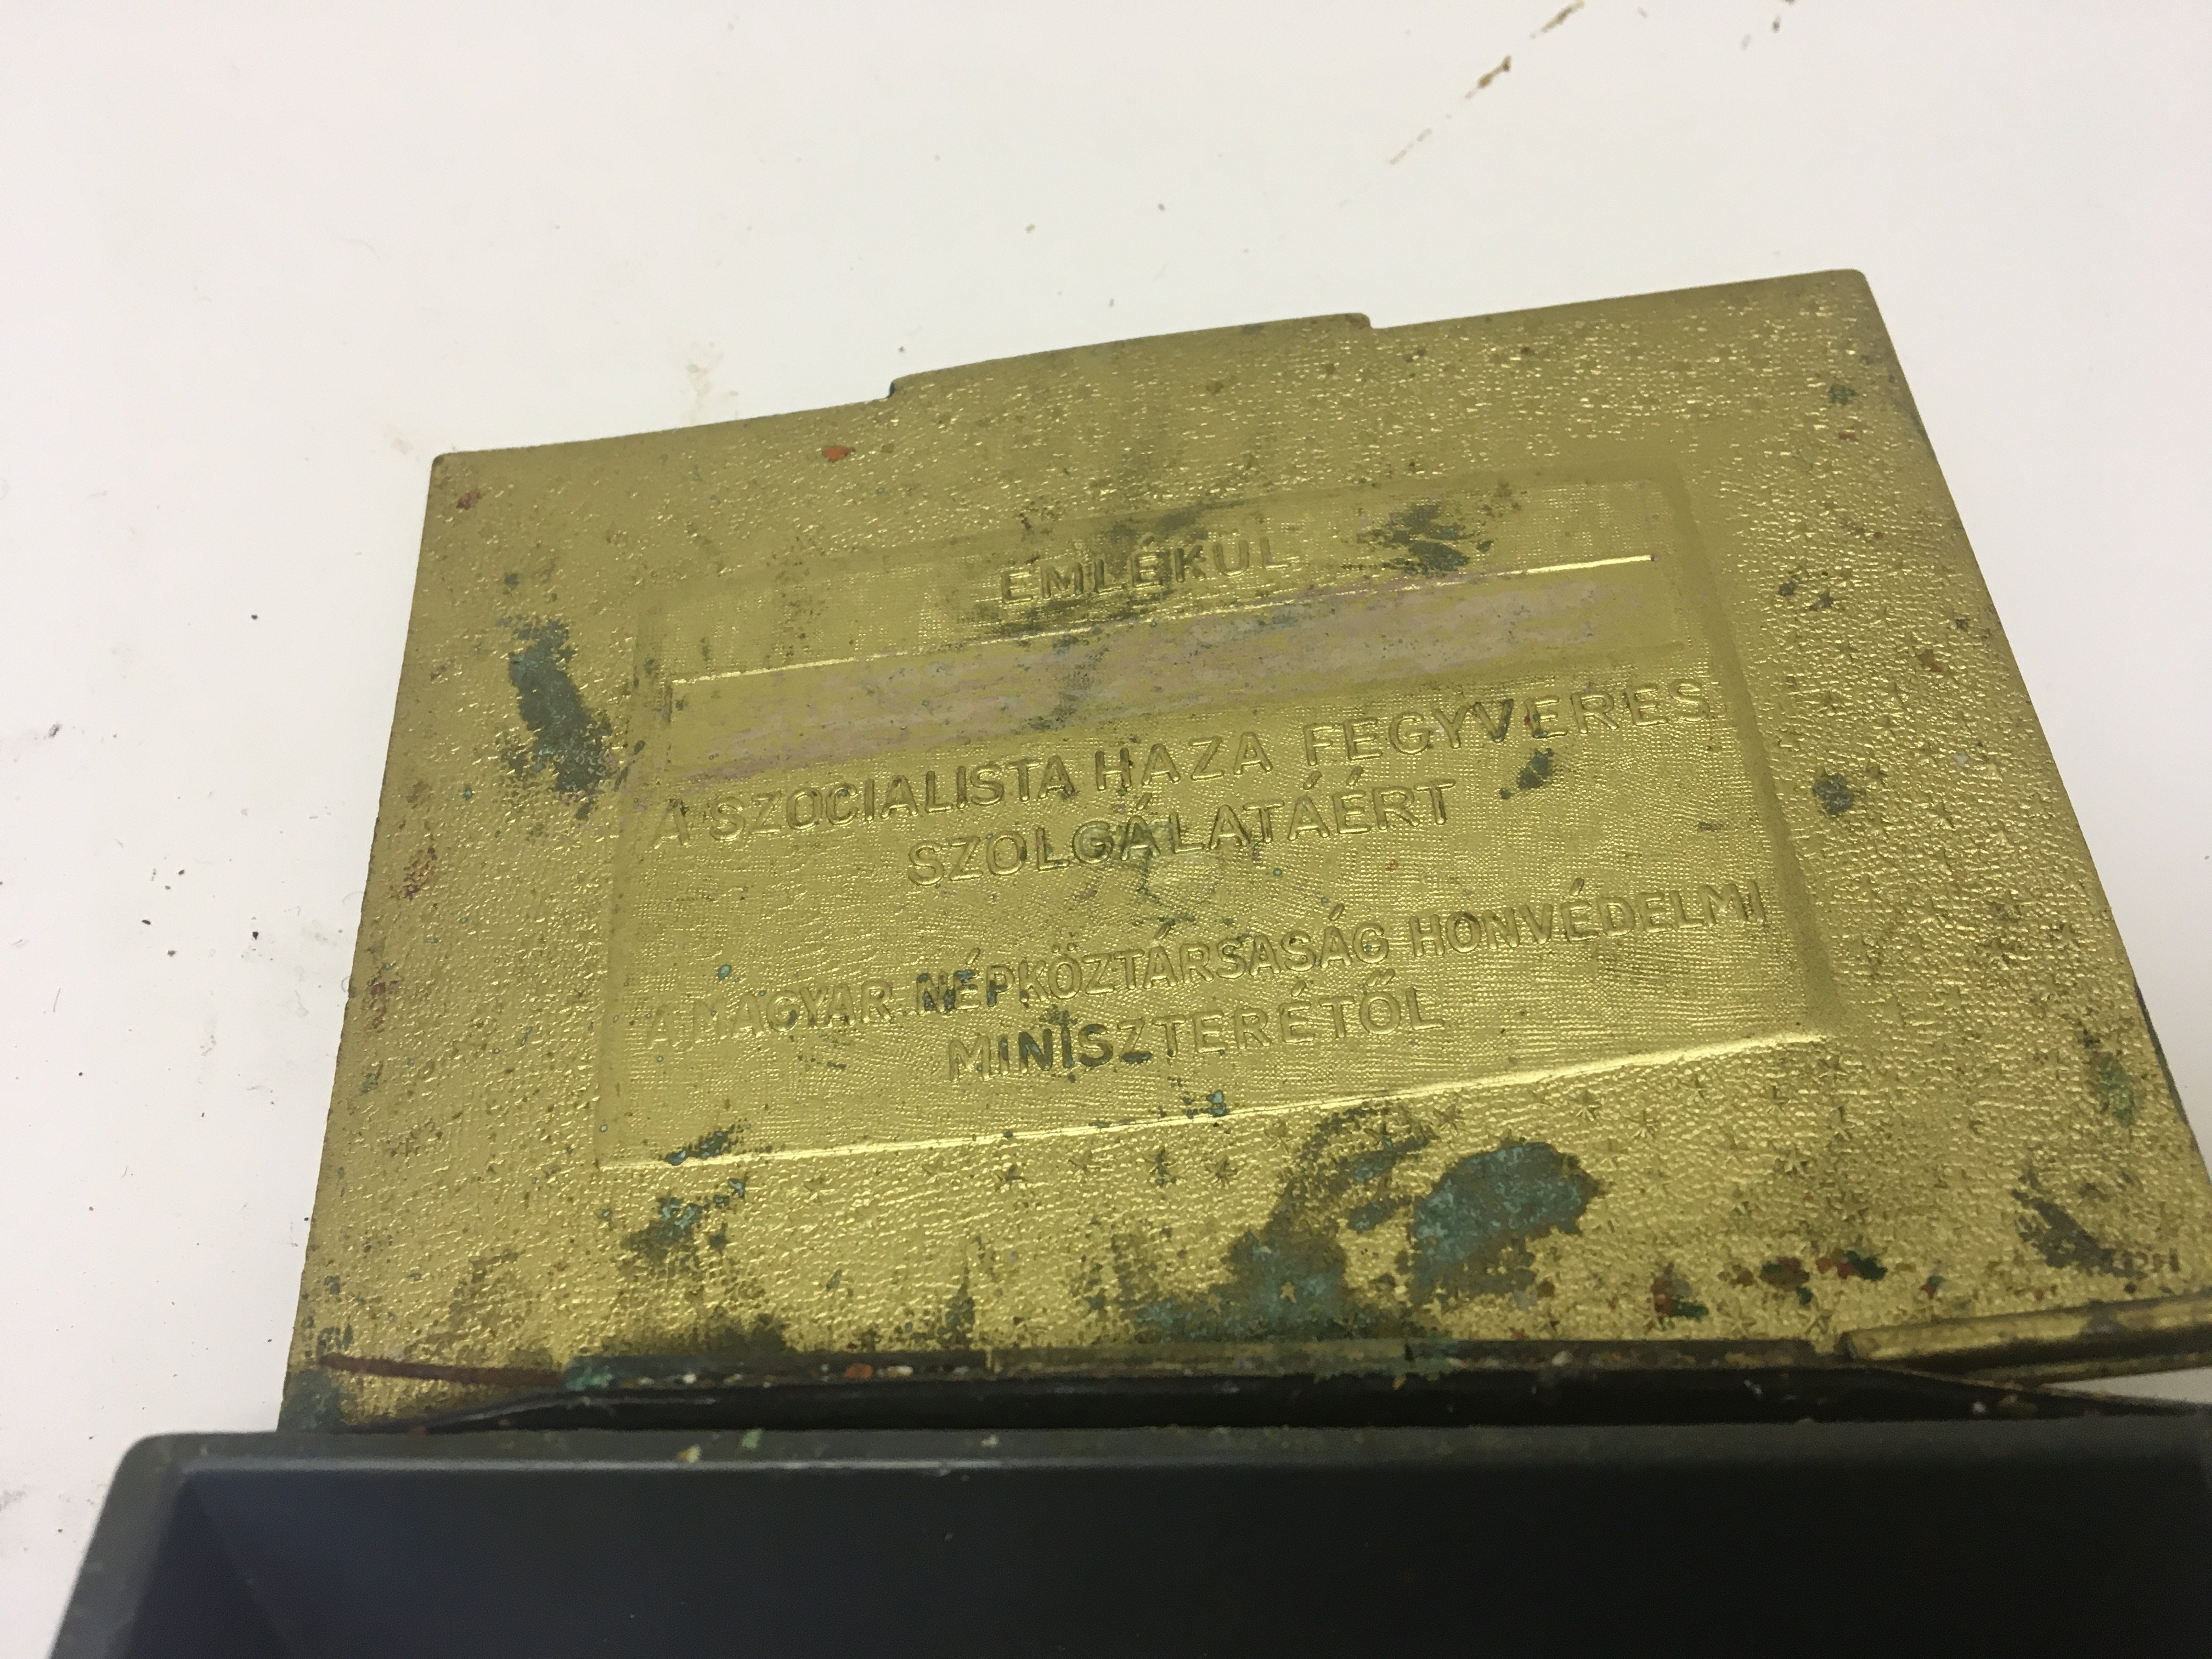 EMLÉKÜL
A SZOCIALISTA HAZA FEGYVERES
SZOLGÁLATÁÉRT
A MAGYAR NÉPKÖZTÁRSASÁG HONVÉDELMI
MINISZTERÉTŐL